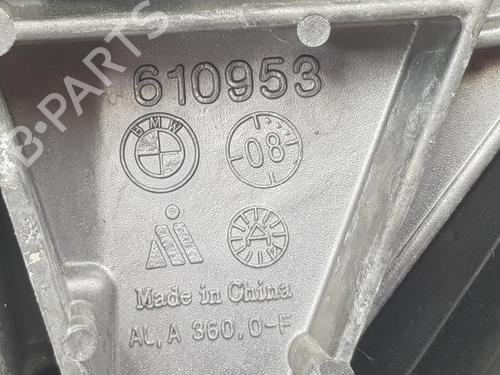 610953
BMW
08
A
Made in China
AL, A 360.0-F
B-PARTS